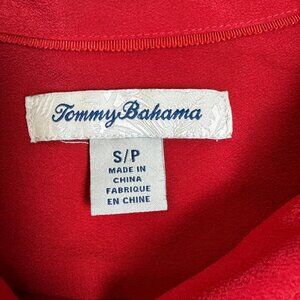 Tommy Bahama
S/P
MADE IN
CHINA
FABRIQUE
EN CHINE